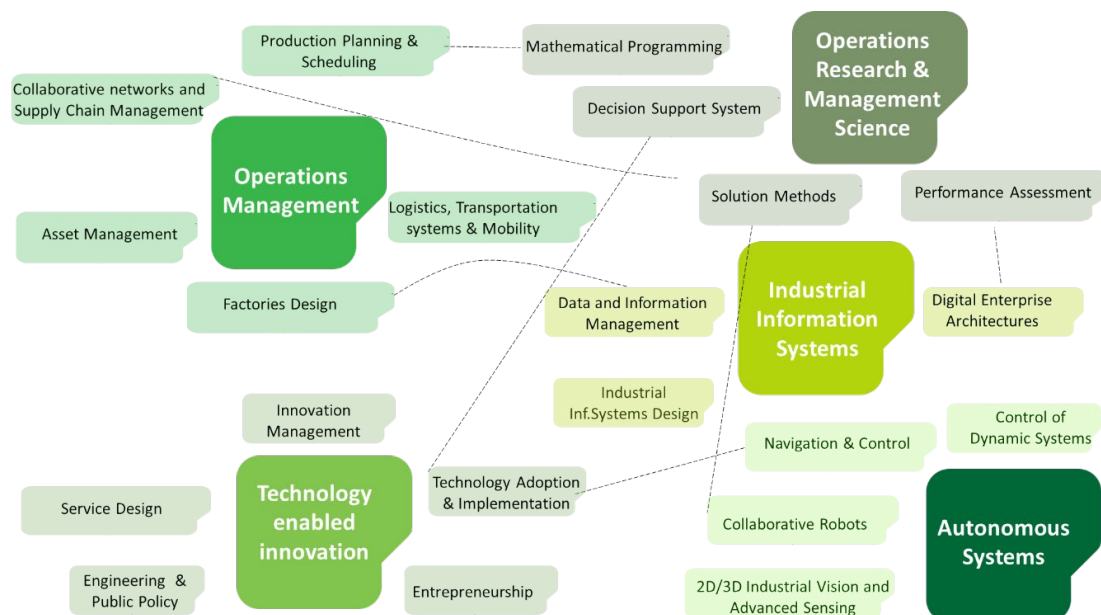 Production Planning &
Scheduling
Mathematical Programming
Operations
Research &
Management
Science
Collaborative networks and
Supply Chain Management
Decision Support System
Operations
Management
Logistics, Transportation
systems & Mobility
Solution Methods
Performance Assessment
Asset Management
Factories Design
Data and Information
Management
Industrial
Information
Systems
Digital Enterprise
Architectures
Industrial
Inf.Systems Design
Innovation
Management
Navigation & Control
Control of
Dynamic Systems
Technology
enabled
innovation
Technology Adoption
& Implementation
Service Design
Collaborative Robots
Autonomous
Systems
Engineering &
Public Policy
Entrepreneurship
2D/3D Industrial Vision and
Advanced Sensing